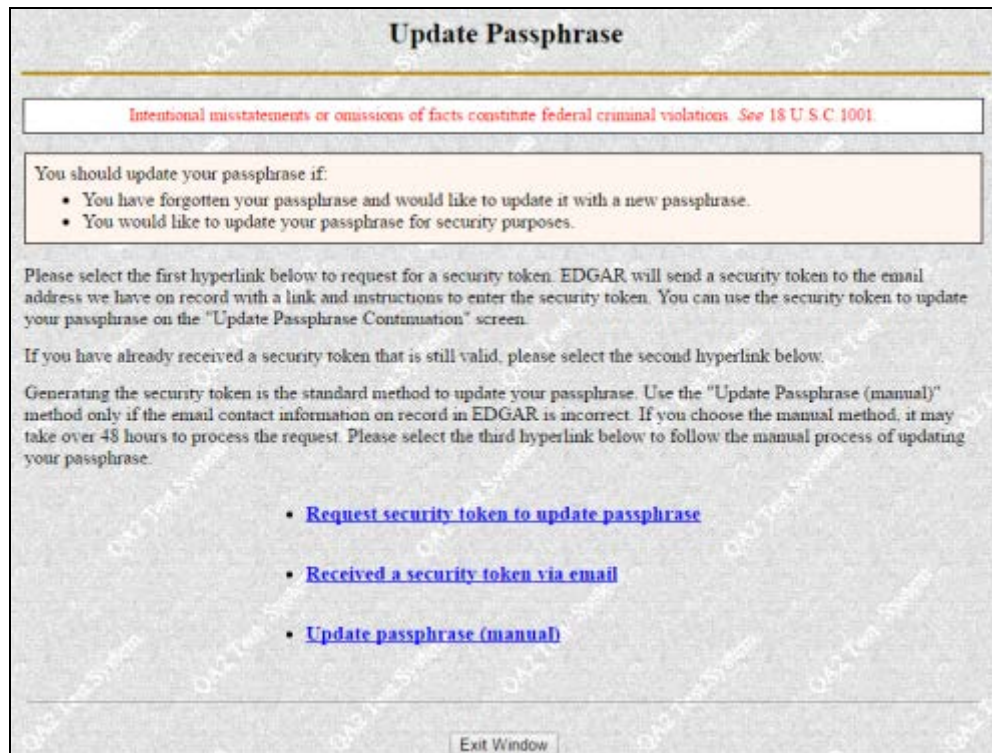 Update Passphrase
Intentional misstatements or omissions of facts constitute federal criminal violations. See 18 U.S.C.1001.
You should update your passphrase if:
• You have forgotten your passphrase and would like to update it with a new passphrase.
• You would like to update your passphrase for security purposes.
Please select the first hyperlink below to request for a security token. EDGAR will send a security token to the email
address we have on record with a link and instructions to enter the security token. You can use the security token to update
your passphrase on the "Update Passphrase Continuation" screen.
If you have already received a security token that is still valid, please select the second hyperlink below.
Generating the security token is the standard method to update your passphrase. Use the "Update Passphrase (manual)"
method only if the email contact information on record in EDGAR is incorrect. If you choose the manual method, it may
take over 48 hours to process the request. Please select the third hyperlink below to follow the manual process of updating
your passphrase.
• Request security token to update passphrase
• Received a security token via email
• Update passphrase (manual)
Exit Window
QA2 Test System